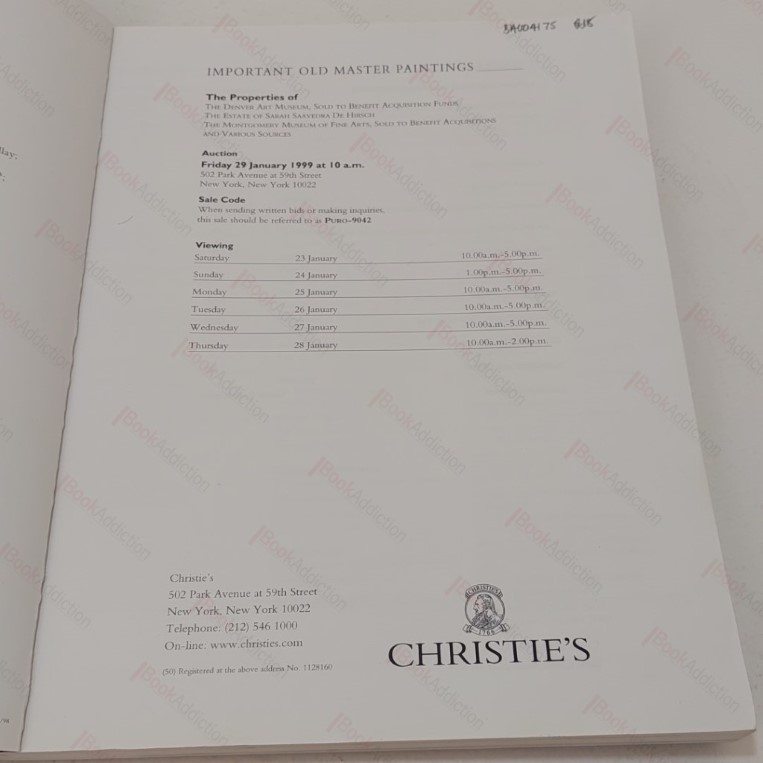 BA004175 $15
IMPORTANT OLD MASTER PAINTINGS
The Properties of
THE DENVER ART MUSEUM, SOLD TO BENEFIT ACQUISITION FUNDS
THE ESTATE OF SARAH SAAVEDRA DE HIRSCH
THE MONTGOMERY MUSEUM OF FINE ARTS, SOLD TO BENEFIT ACQUISITIONS
AND VARIOUS SOURCES
Auction
Friday 29 January 1999 at 10 a.m.
502 Park Avenue at 59th Street
New York, New York 10022
Sale Code
When sending written bids or making inquiries,
this sale should be referred to as PURO-9042
Viewing
Saturday 23 January 10.00a.m.-5.00p.m.
Sunday 24 January 1.00p.m.-5.00p.m.
Monday 25 January 10.00a.m.-5.00p.m.
Tuesday 26 January 10.00a.m.-5.00p.m.
Wednesday 27 January 10.00a.m.-5.00p.m.
Thursday 28 January 10.00a.m.-2.00p.m.
Christie's
502 Park Avenue at 59th Street
New York, New York 10022
Telephone: (212) 546 1000
On-line: www.christies.com
(50) Registered at the above address No. 1128160
CHRISTIE'S
1766
CHRISTIE'S
BookAddiction